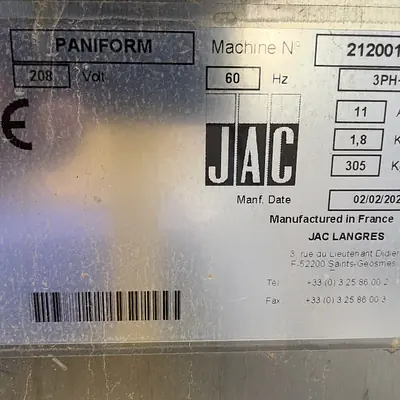 PANIFORM Machine N° 212001
208 Volt 60 Hz 3PH+
11 A
1,8 K
305 K
JAC
Manf. Date 02/02/202
Manufactured in France
JAC LANGRES
3, rue du Lieutenant Didier
F-52200 Saints-Geosmes
Tel +33 (0) 3 25 86 00 2
Fax +33 (0) 3 25 86 00 3
CE